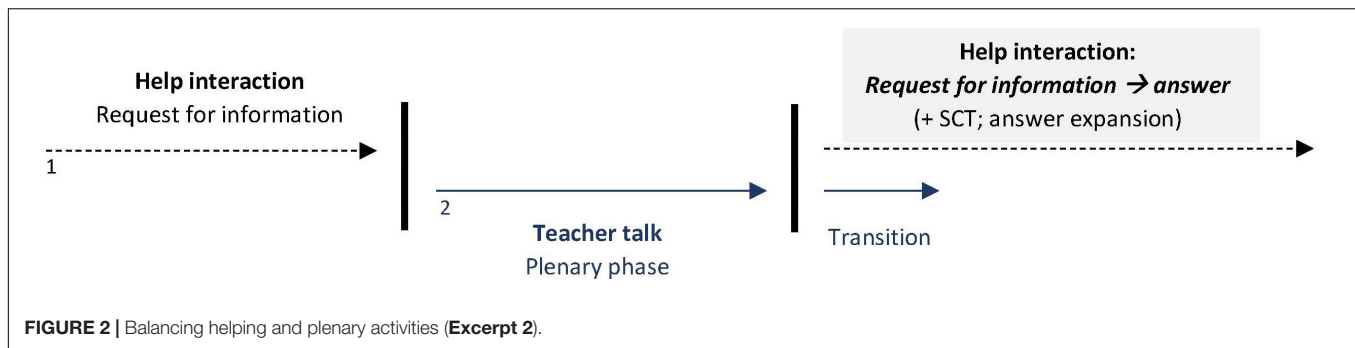 Help interaction
Request for information
1
2
Teacher talk
Plenary phase
Help interaction:
Request for information → answer
(+ SCT; answer expansion)
Transition
FIGURE 2 | Balancing helping and plenary activities (Excerpt 2).